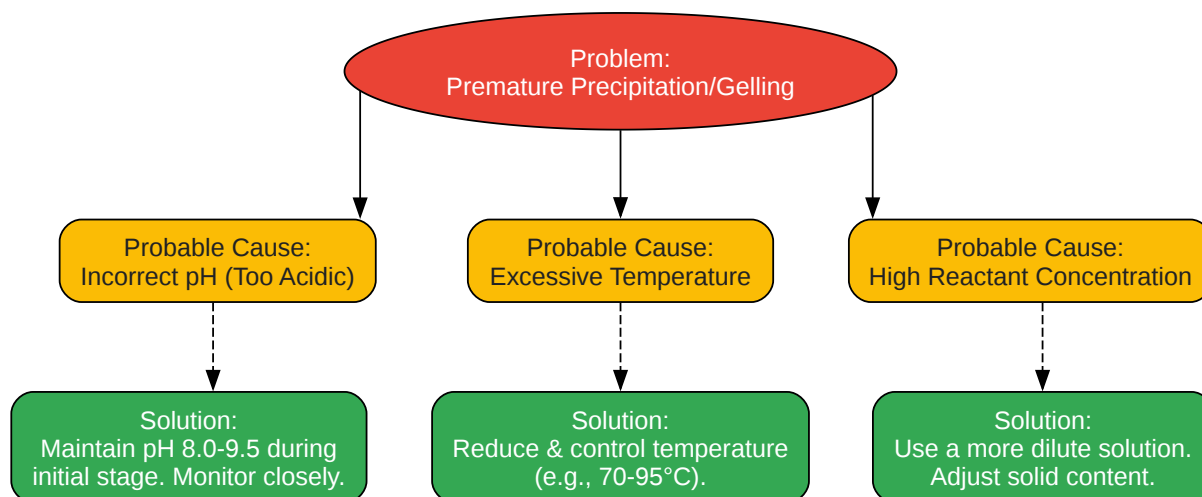 Problem:
Premature Precipitation/Gelling
Probable Cause:
Incorrect pH (Too Acidic)
Probable Cause:
Excessive Temperature
Probable Cause:
High Reactant Concentration
Solution:
Maintain pH 8.0-9.5 during
initial stage. Monitor closely.
Solution:
Reduce & control temperature
(e.g., 70-95°C).
Solution:
Use a more dilute solution.
Adjust solid content.